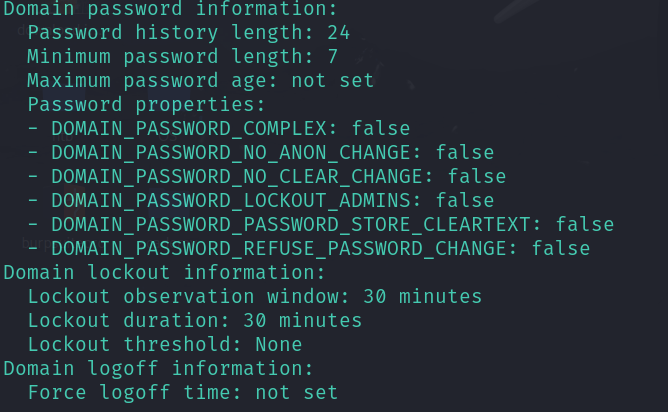 Domain password information:
  Password history length: 24
  Minimum password length: 7
  Maximum password age: not set
  Password properties:
  - DOMAIN_PASSWORD_COMPLEX: false
  - DOMAIN_PASSWORD_NO_ANON_CHANGE: false
  - DOMAIN_PASSWORD_NO_CLEAR_CHANGE: false
  - DOMAIN_PASSWORD_LOCKOUT_ADMINS: false
  - DOMAIN_PASSWORD_PASSWORD_STORE_CLEARTEXT: false
  - DOMAIN_PASSWORD_REFUSE_PASSWORD_CHANGE: false
Domain lockout information:
  Lockout observation window: 30 minutes
  Lockout duration: 30 minutes
  Lockout threshold: None
Domain logoff information:
  Force logoff time: not set